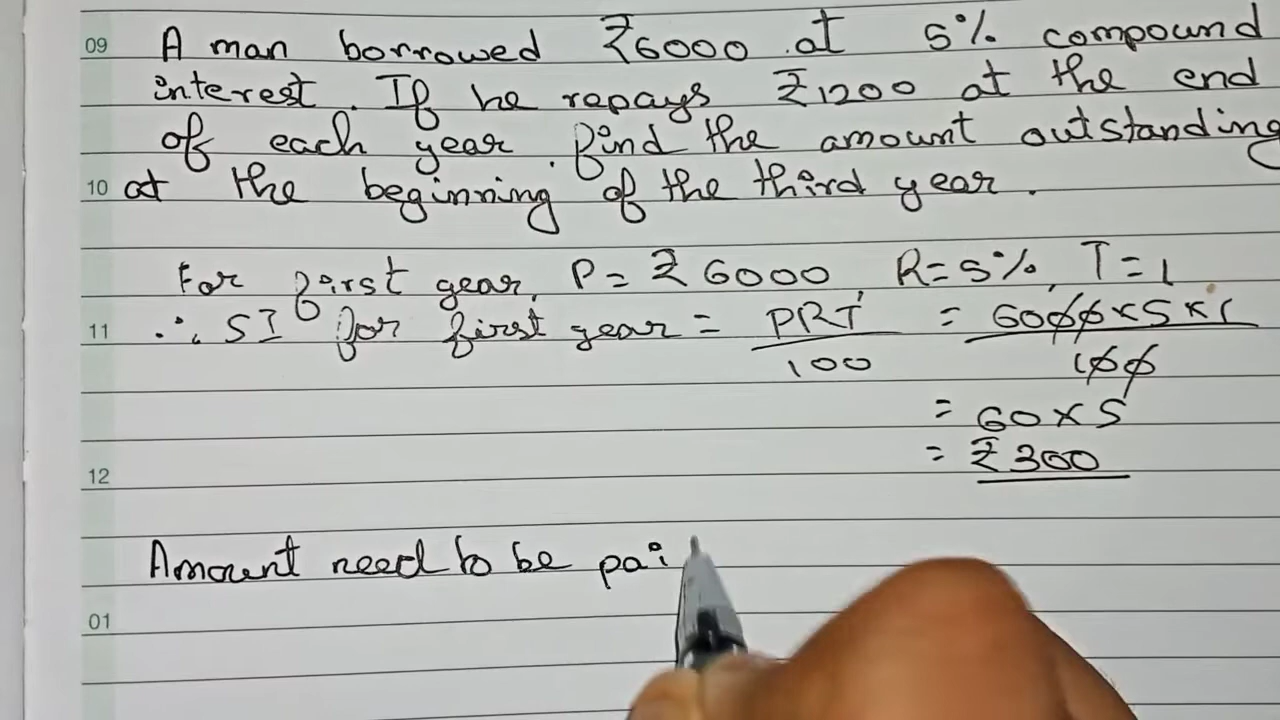 09 A man borrowed ₹6000 at 5% compound
interest. If he repays ₹1200 at the end
of each year. Find the amount outstanding
10 at the beginning of the third year.
For first year, P = ₹6000, R=5%, T=1
11 ∴ SI for first year = PRT/100 = 6000×5×1/100
= 60×5
= ₹300
12
Amount need to be pai
01